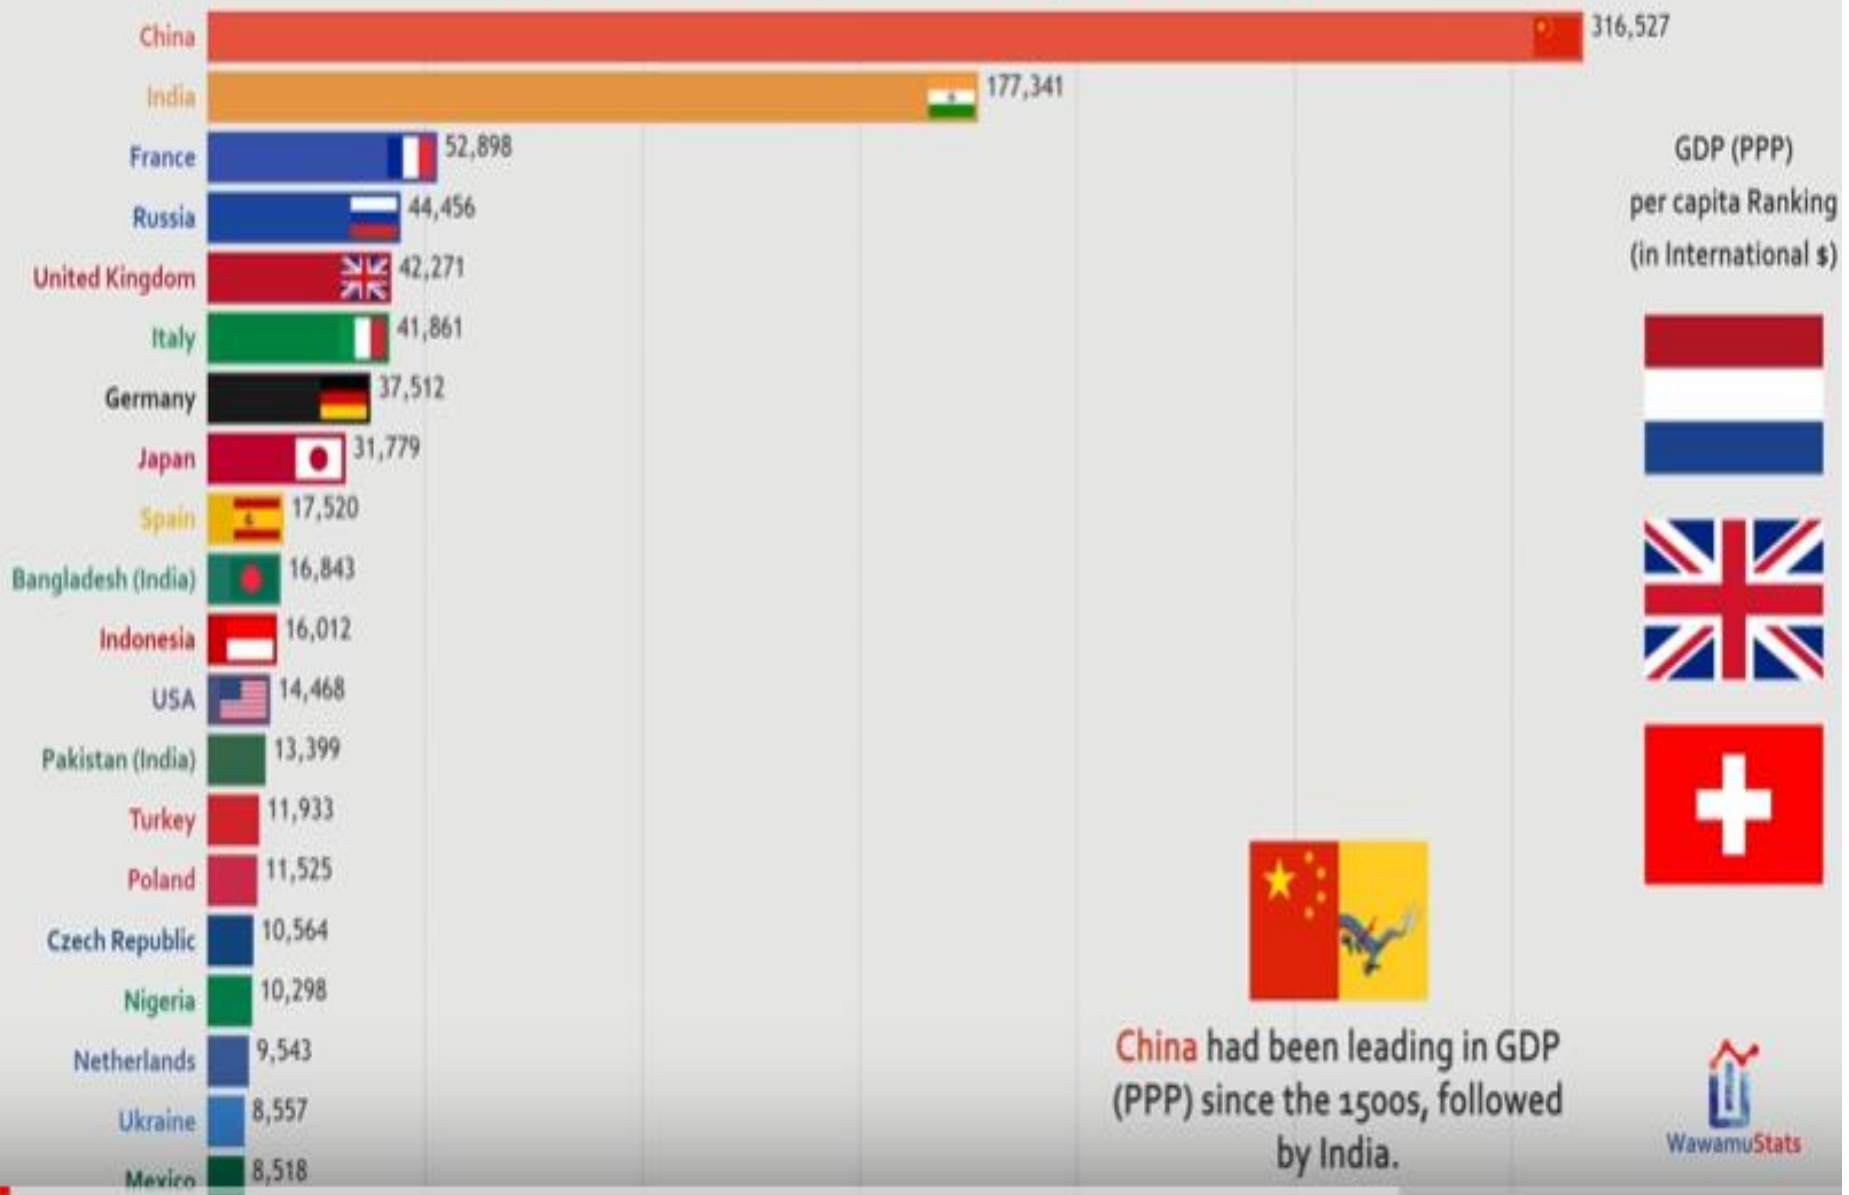 China 316,527
India 177,341
France 52,898
Russia 44,456
United Kingdom 42,271
Italy 41,861
Germany 37,512
Japan 31,779
Spain 17,520
Bangladesh (India) 16,843
Indonesia 16,012
USA 14,468
Pakistan (India) 13,399
Turkey 11,933
Poland 11,525
Czech Republic 10,564
Nigeria 10,298
Netherlands 9,543
Ukraine 8,557
Mexico 8,518
GDP (PPP)
per capita Ranking
(in International $)
China had been leading in GDP
(PPP) since the 1500s, followed
by India.
WawamuStats